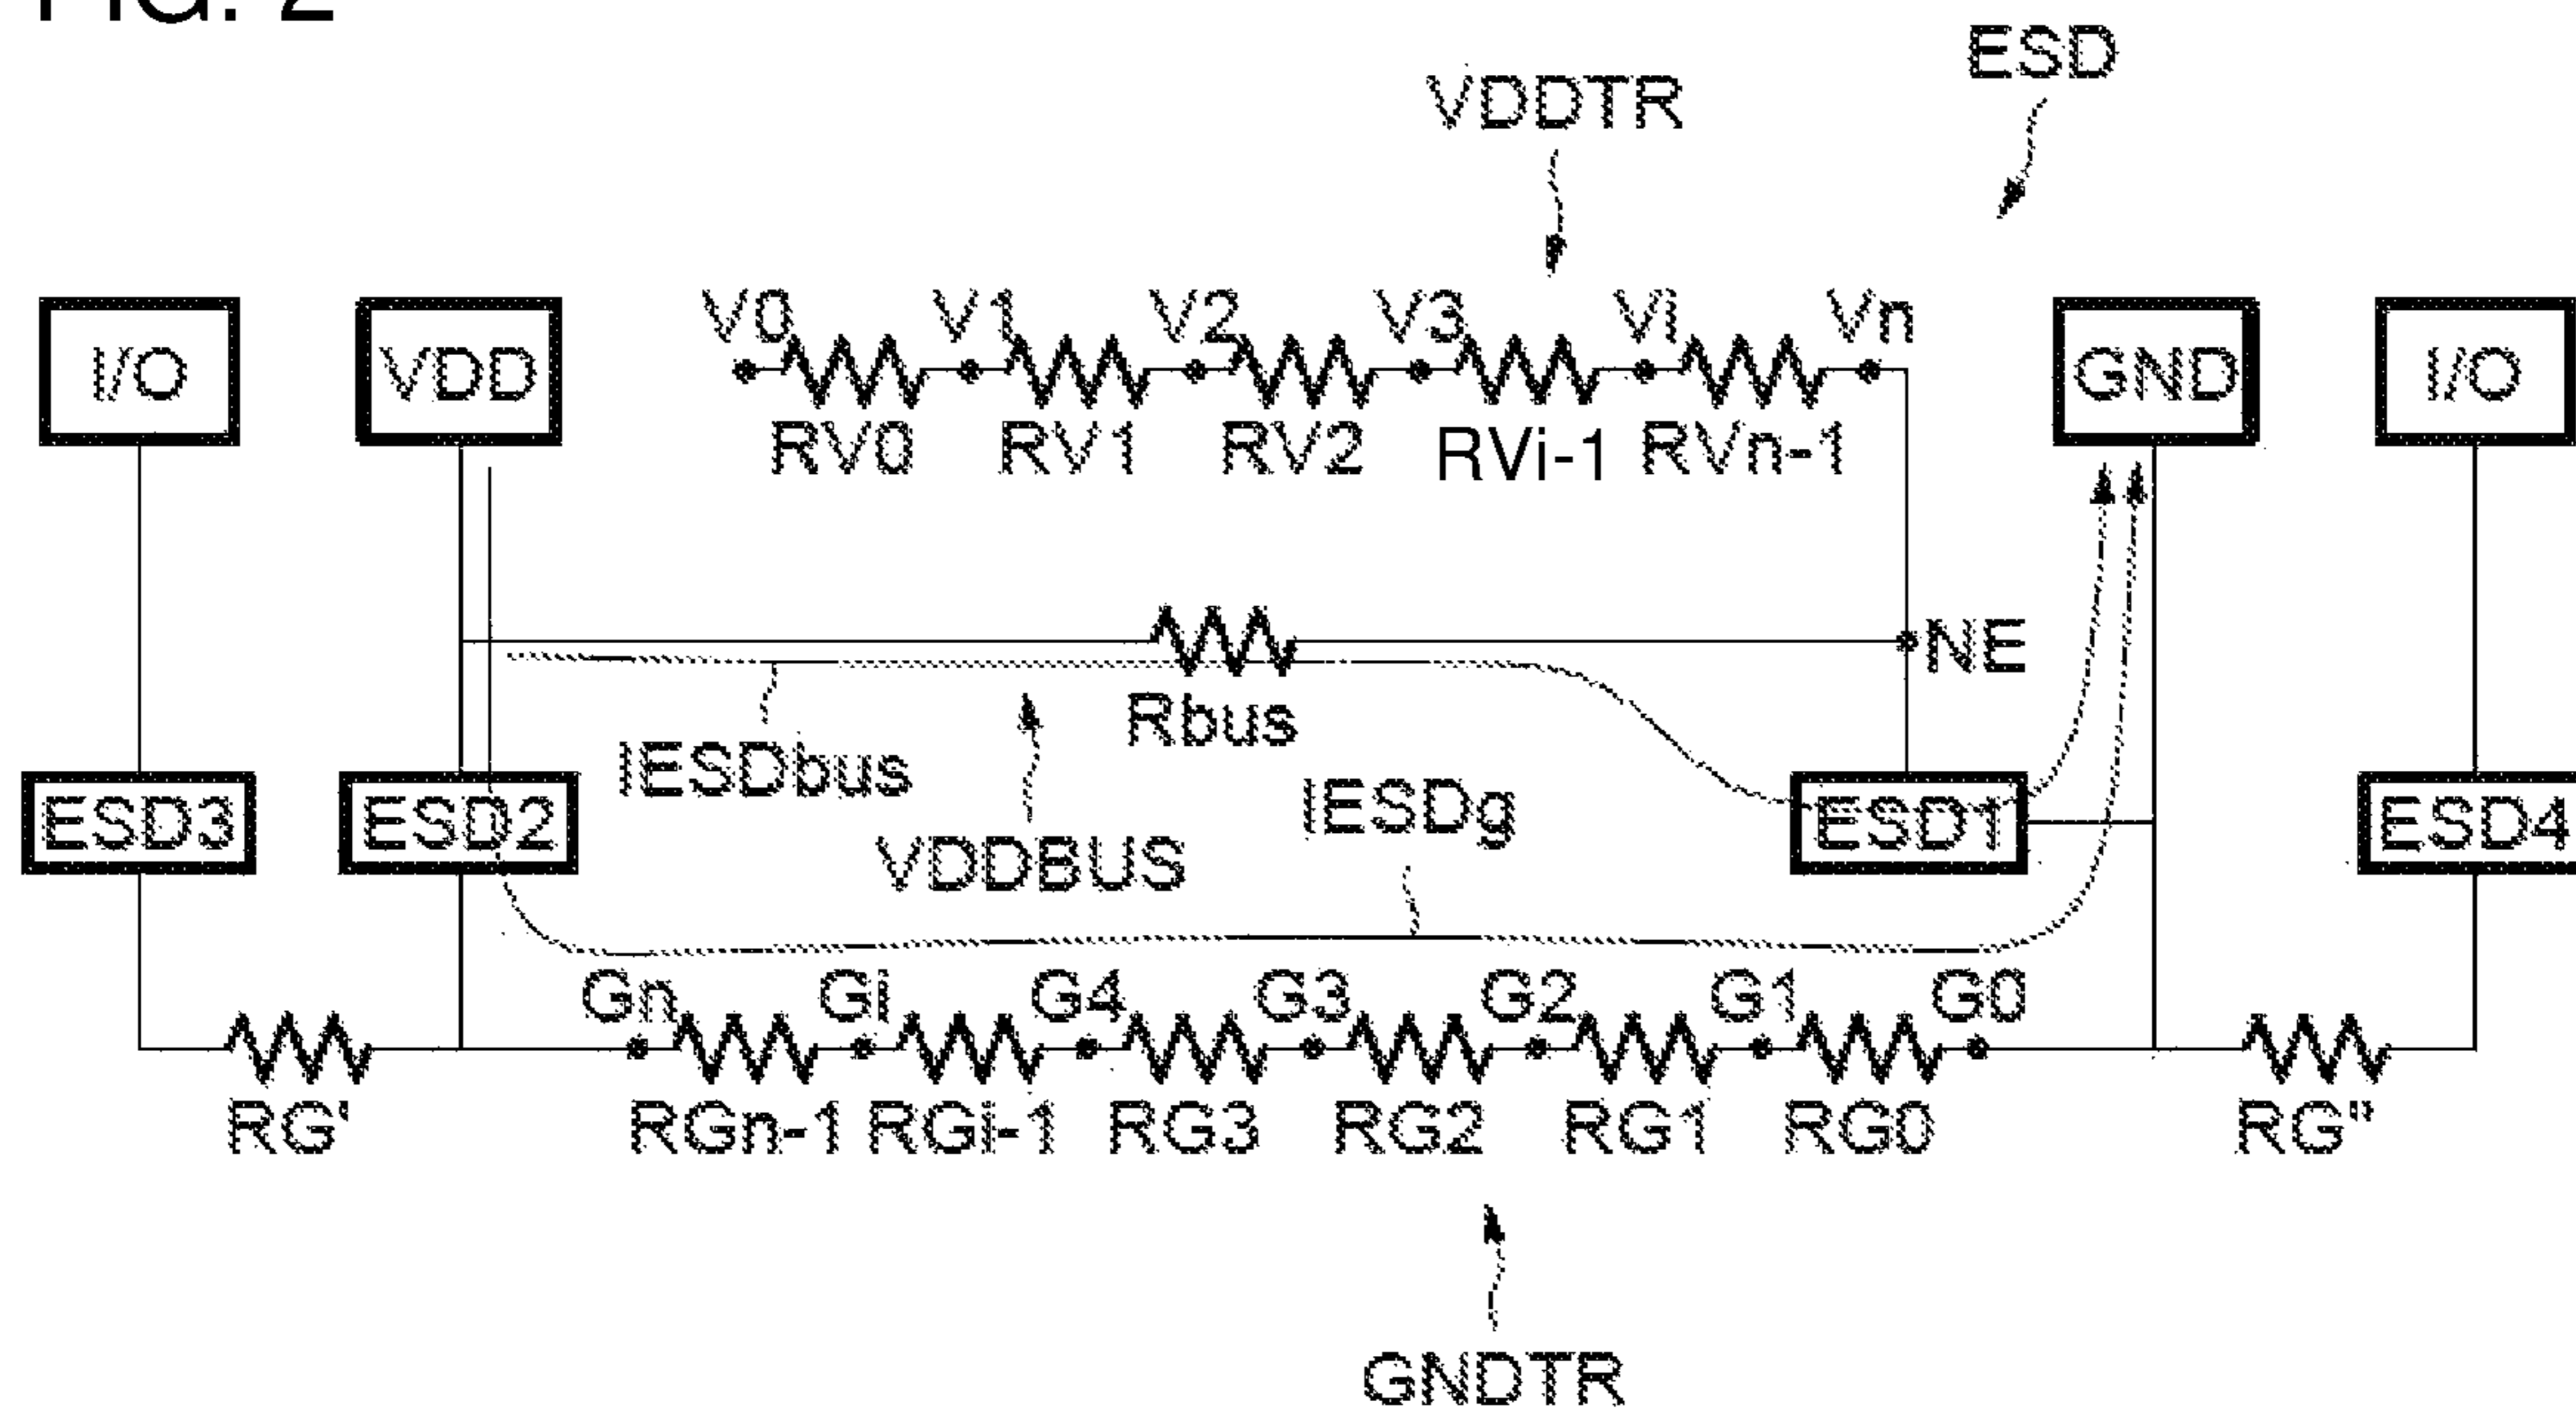 FIG. 2
ESD
VDDTR
V0 V1 V2 V3 Vi Vn
I/O VDD GND I/O
RV0 RV1 RV2 RVi-1 RVn-1
NE
Rbus
IESDbus
IESDg
ESD3 ESD2 ESD1 ESD4
VDDBUS
Gn Gi G4 G3 G2 G1 G0
RG' RGn-1 RGi-1 RG3 RG2 RG1 RG0 RG"
GNDTR